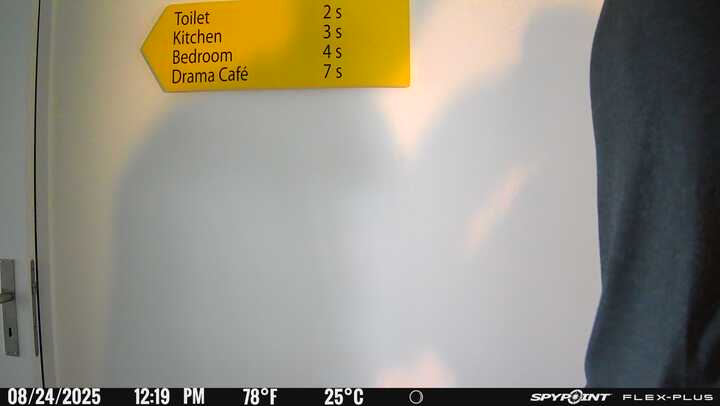 Toilet 2 s
Kitchen 3 s
Bedroom 4 s
Drama Café 7 s
08/24/2025 12:19 PM 78°F 25°C SPYPOINT FLEX-PLUS